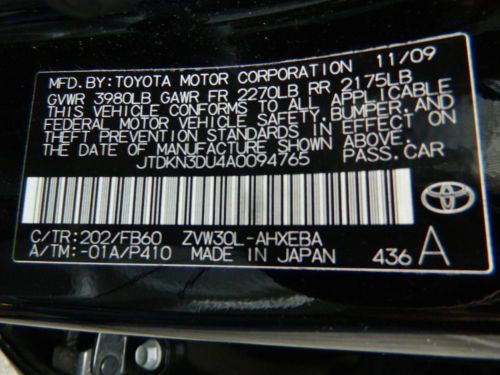 MFD. BY: TOYOTA MOTOR CORPORATION 11/09
GVWR 3980LB GAWR FR 2270LB RR 2175LB
THIS VEHICLE CONFORMS TO ALL APPLICABLE
FEDERAL MOTOR VEHICLE SAFETY, BUMPER, AND
THEFT PREVENTION STANDARDS IN EFFECT ON
THE DATE OF MANUFACTURE SHOWN ABOVE.
JTDKN3DU4A0094765 PASS. CAR
C/TR: 202/FB60 ZVW30L-AHXEBA
A/TM: -01A/P410 MADE IN JAPAN 436 A
TOYOTA